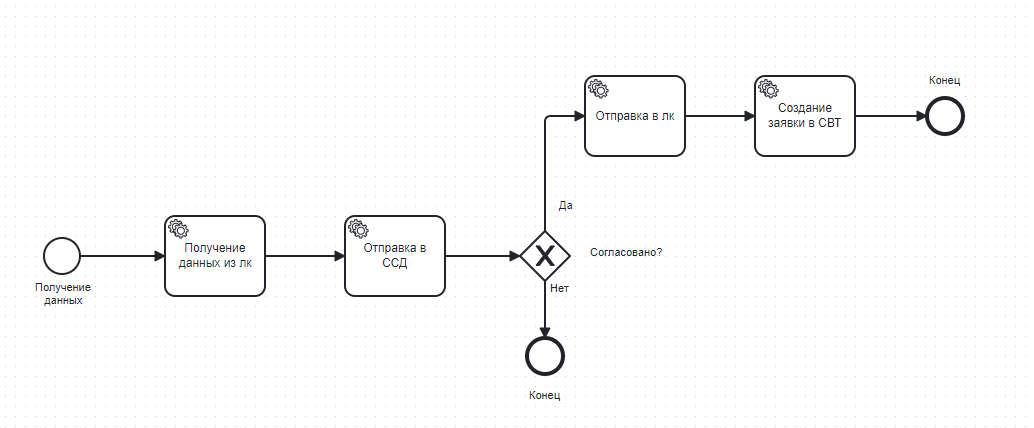 Получение
данных
Получение
данных из лк
Отправка в
ССД
Согласовано?
Да
Отправка в лк
Создание
заявки в СВТ
Конец
Нет
Конец